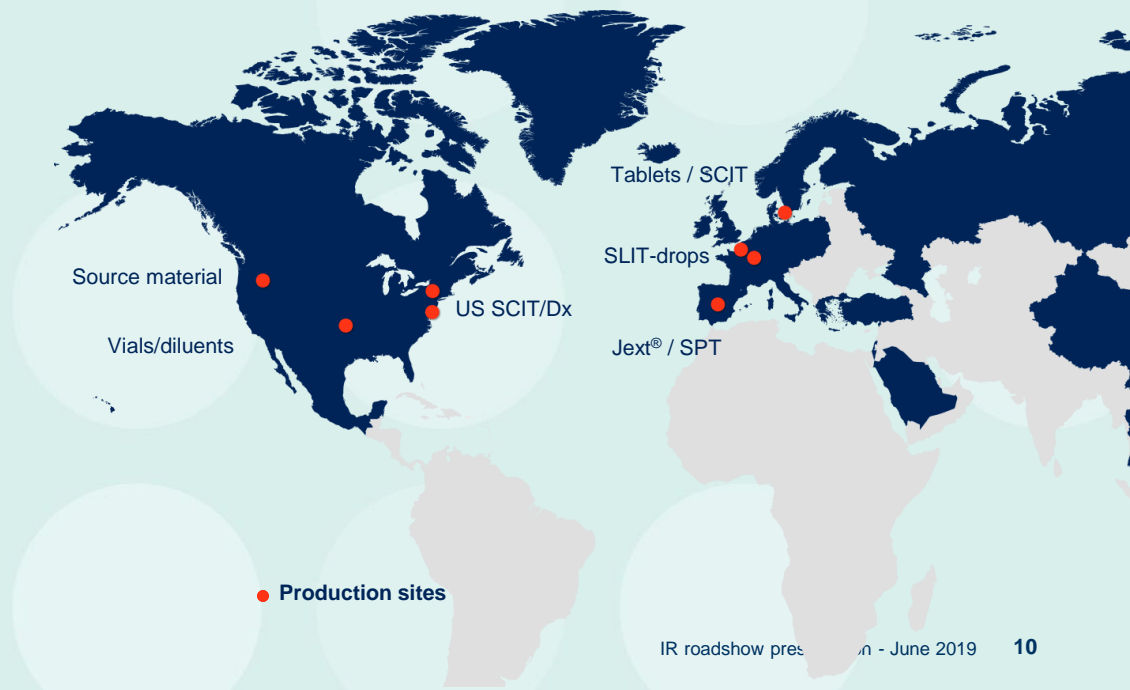 Tablets / SCIT
SLIT-drops
Source material
US SCIT/Dx
Vials/diluents
Jext® / SPT
Production sites
IR roadshow - June 2019 10